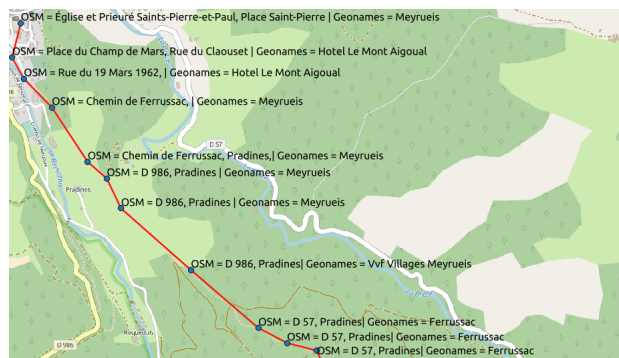 OSM = Église et Prieuré Saints-Pierre-et-Paul, Place Saint-Pierre | Geonames = Meyrueis
OSM = Place du Champ de Mars, Rue du Claouset | Geonames = Hotel Le Mont Aigoual
OSM = Rue du 19 Mars 1962, | Geonames = Hotel Le Mont Aigoual
OSM = Chemin de Ferrussac, | Geonames = Meyrueis
D 57
OSM = Chemin de Ferrussac, Pradines,| Geonames = Meyrueis
OSM = D 986, Pradines | Geonames = Meyrueis
Pradines
OSM = D 986, Pradines | Geonames = Meyrueis
OSM = D 986, Pradines| Geonames = Vvf Villages Meyrueis
OSM = D 57, Pradines| Geonames = Ferrussac
Roquedols
OSM = D 57, Pradines| Geonames = Ferrussac
D 986
OSM = D 57, Pradines| Geonames = Ferrussac